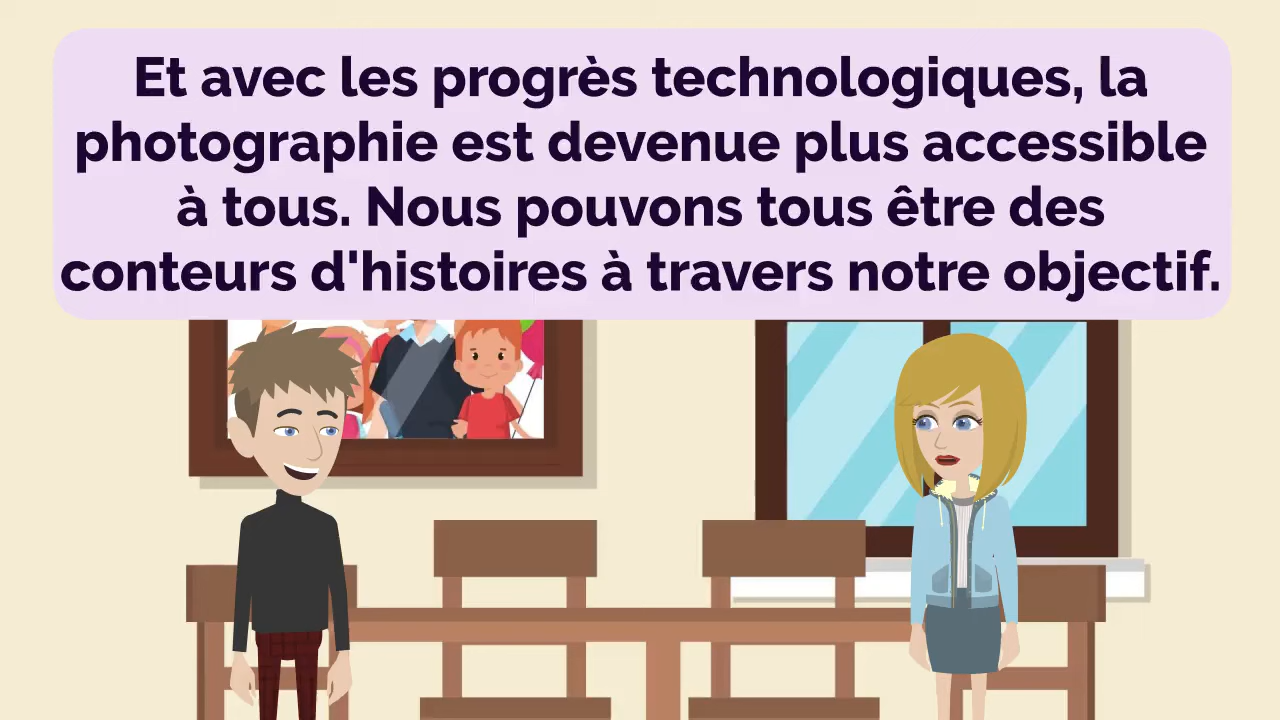 Et avec les progrès technologiques, la
photographie est devenue plus accessible
à tous. Nous pouvons tous être des
conteurs d'histoires à travers notre objectif.